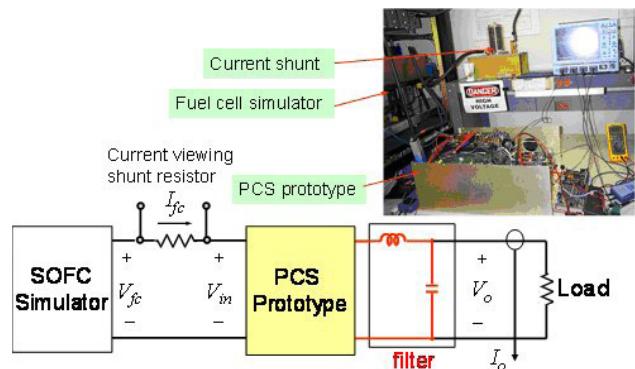 Current shunt
Fuel cell simulator
DANGER
HIGH
VOLTAGE
Current viewing
shunt resistor
PCS prototype
I_fc
SOFC
Simulator
+
V_fc
−
+
V_in
−
PCS
Prototype
+
V_o
−
Load
filter
I_o